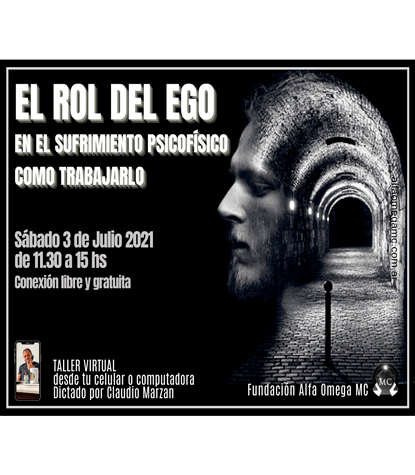 EL ROL DEL EGO
EN EL SUFRIMIENTO PSICOFÍSICO
COMO TRABAJARLO
Sábado 3 de Julio 2021
de 11.30 a 15 hs
Conexión libre y gratuita
TALLER VIRTUAL
desde tu celular o computadora
Dictado por Claudio Marzan
Fundación Alfa Omega MC
MC